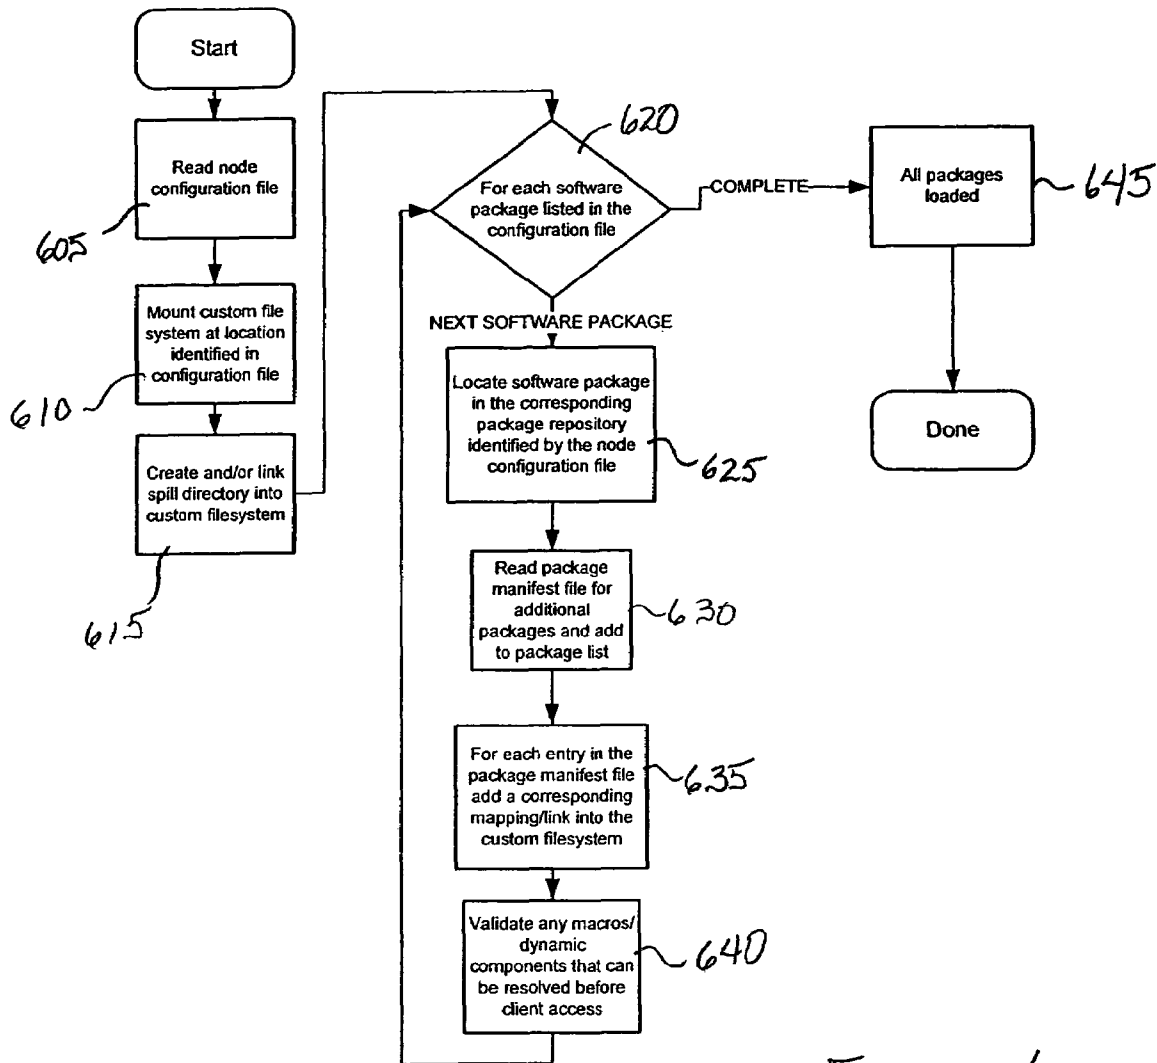 Start
Read node
configuration file
605
Mount custom file
system at location
identified in
configuration file
610
Create and/or link
spill directory into
custom filesystem
615
620
For each software
package listed in the
configuration file
COMPLETE
All packages
loaded
645
Done
NEXT SOFTWARE PACKAGE
Locate software package
in the corresponding
package repository
identified by the node
configuration file
625
Read package
manifest file for
additional
packages and add
to package list
630
For each entry in the
package manifest file
add a corresponding
mapping/link into the
custom filesystem
635
Validate any macros/
dynamic
components that can
be resolved before
client access
640